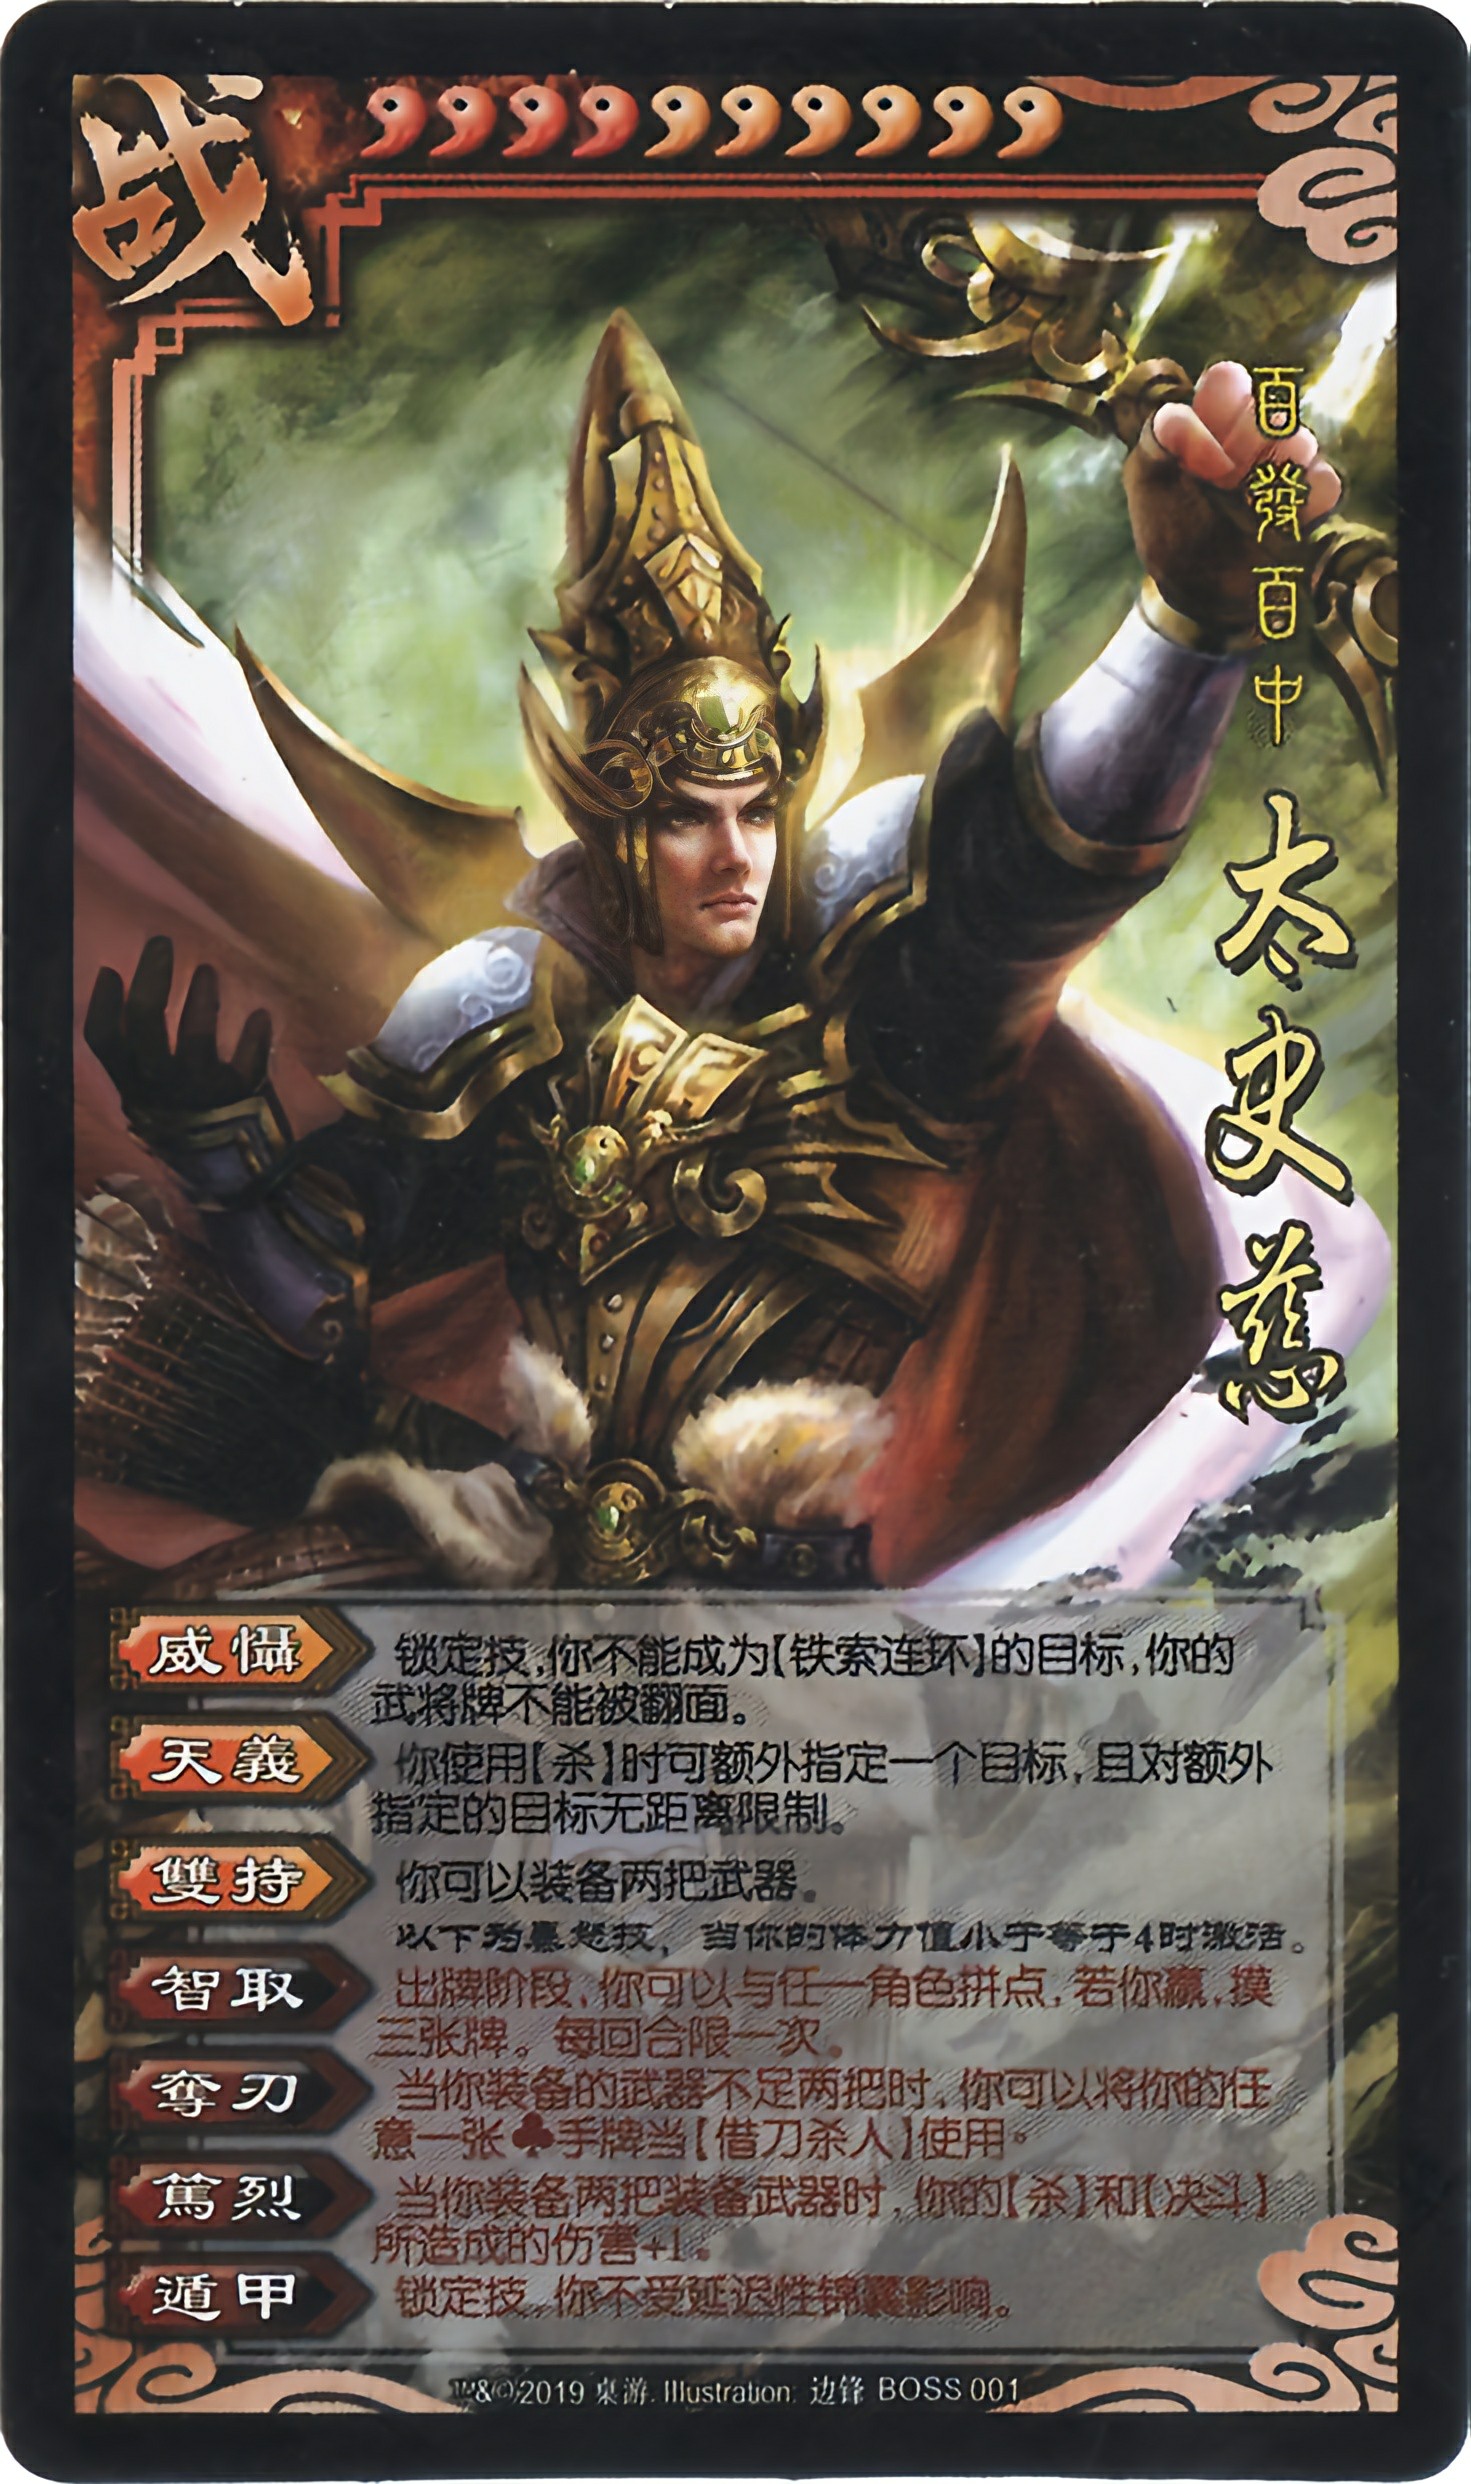 战
百發百中
太史慈
威懾
锁定技,你不能成为【铁索连环】的目标,你的
武将牌不能被翻面。
天義
你使用【杀】时可额外指定一个目标,且对额外
指定的目标无距离限制。
雙持
你可以装备两把武器。
以下为暴怒技,当你的体力值小于等于4时激活。
智取
出牌阶段,你可以与任一角色拼点,若你赢,摸
三张牌。每回合限一次。
奪刃
当你装备的武器不足两把时,你可以将你的任
意一张♣手牌当【借刀杀人】使用。
篤烈
当你装备两把装备武器时,你的【杀】和【决斗】
所造成的伤害+1。
遁甲
锁定技,你不受延迟性锦囊影响。
™&©2019 桌游. Illustration: 边锋 BOSS 001